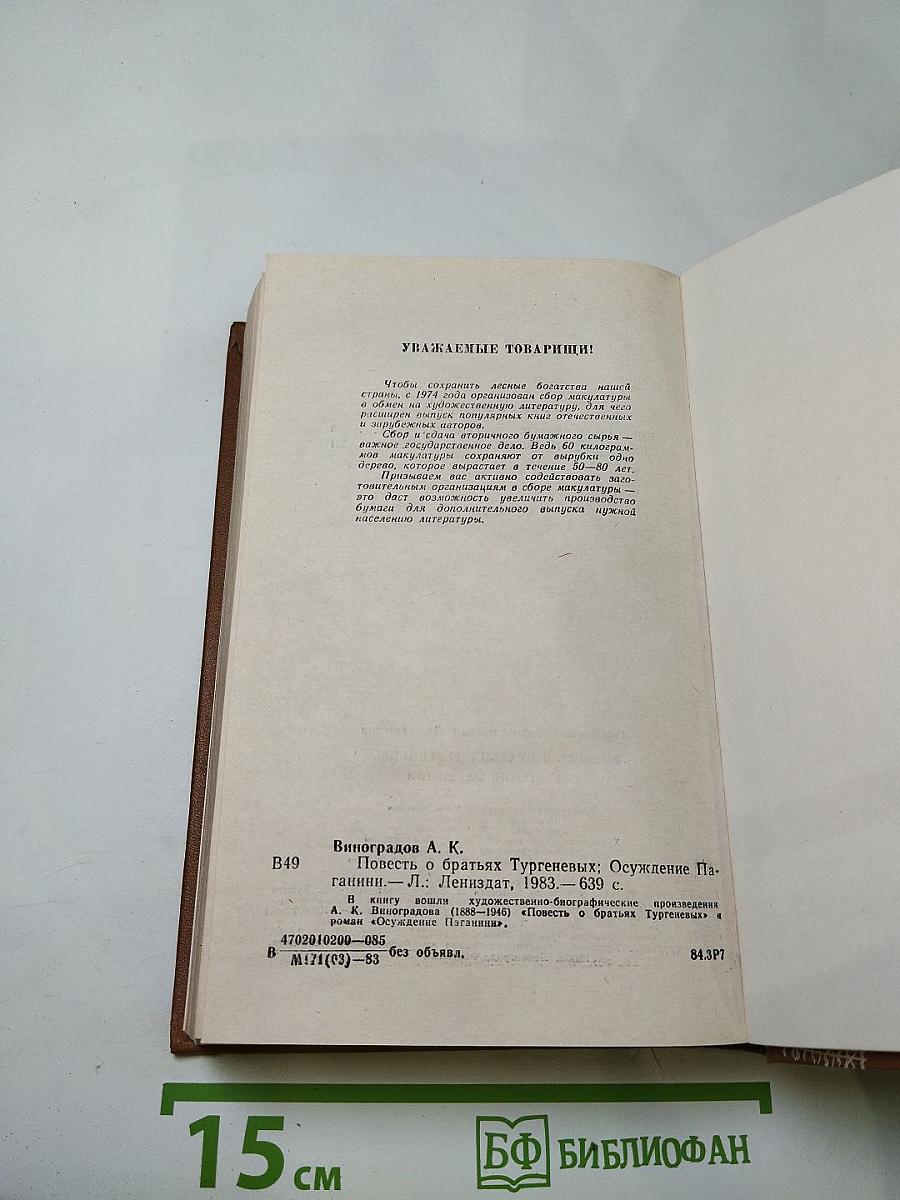 УВАЖАЕМЫЕ ТОВАРИЩИ!
Чтобы сохранить лесные богатства нашей
страны, с 1974 года организован сбор макулатуры
в обмен на художественную литературу, для чего
расширен выпуск популярных книг отечественных
и зарубежных авторов.
Сбор и сдача вторичного бумажного сырья —
важное государственное дело. Ведь 60 килограм-
мов макулатуры сохраняют от вырубки одно
дерево, которое вырастает в течение 50—80 лет.
Призываем вас активно содействовать заго-
товительным организациям в сборе макулатуры —
это даст возможность увеличить производство
бумаги для дополнительного выпуска нужной
населению литературы.
Виноградов А. К.
В49 Повесть о братьях Тургеневых; Осуждение Па-
ганини.— Л.: Лениздат, 1983.— 639 с.
В книгу вошли художественно-биографические произведения
А. К. Виноградова (1888—1946) «Повесть о братьях Тургеневых» и
роман «Осуждение Паганини».
4702010200—085
В М171(03)—83 без объявл. 84.3Р7
15 см БФ БИБЛИОФАН